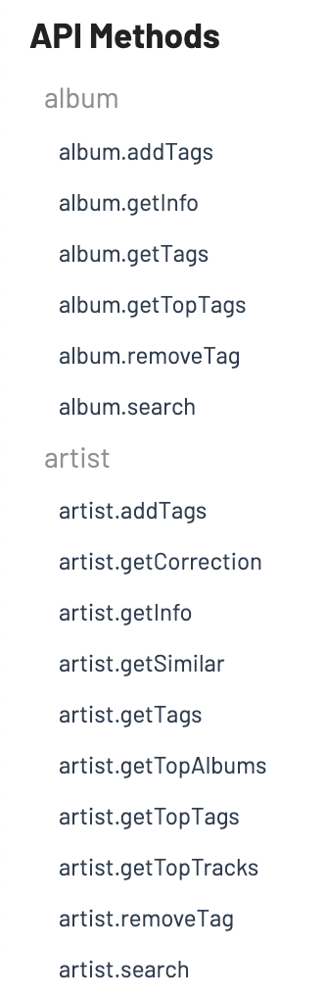 API Methods
album
album.addTags
album.getInfo
album.getTags
album.getTopTags
album.removeTag
album.search
artist
artist.addTags
artist.getCorrection
artist.getInfo
artist.getSimilar
artist.getTags
artist.getTopAlbums
artist.getTopTags
artist.getTopTracks
artist.removeTag
artist.search